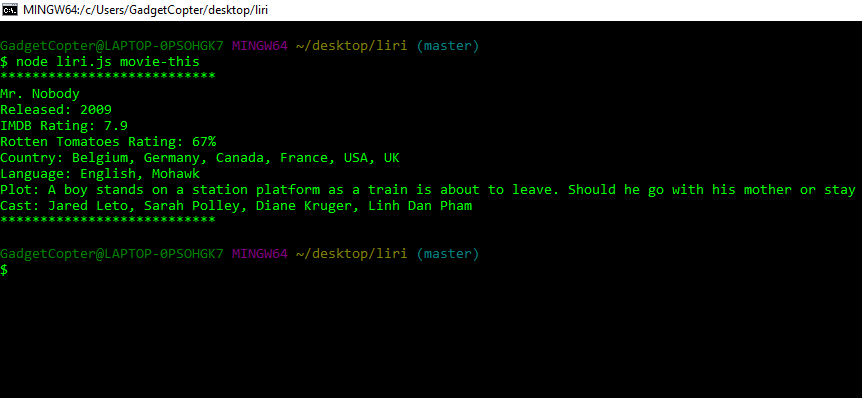 MINGW64:/c/Users/GadgetCopter/desktop/liri
GadgetCopter@LAPTOP-0PSOHGK7 MINGW64 ~/desktop/liri (master)
$ node liri.js movie-this
***************************
Mr. Nobody
Released: 2009
IMDB Rating: 7.9
Rotten Tomatoes Rating: 67%
Country: Belgium, Germany, Canada, France, USA, UK
Language: English, Mohawk
Plot: A boy stands on a station platform as a train is about to leave. Should he go with his mother or stay
Cast: Jared Leto, Sarah Polley, Diane Kruger, Linh Dan Pham
***************************
GadgetCopter@LAPTOP-0PSOHGK7 MINGW64 ~/desktop/liri (master)
$